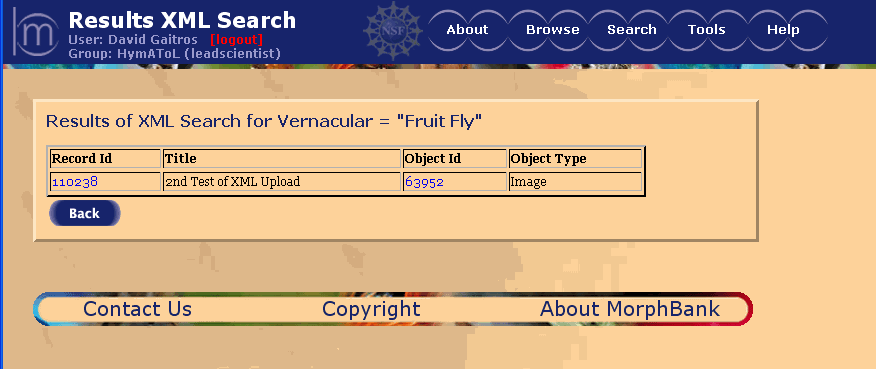 Results XML Search
User: David Gaitros [logout]
Group: HymAToL (leadscientist)
m
NSF
About Browse Search Tools Help
Results of XML Search for Vernacular = "Fruit Fly"
Record Id Title Object Id Object Type
110238 2nd Test of XML Upload 63952 Image
Back
Contact Us Copyright About MorphBank